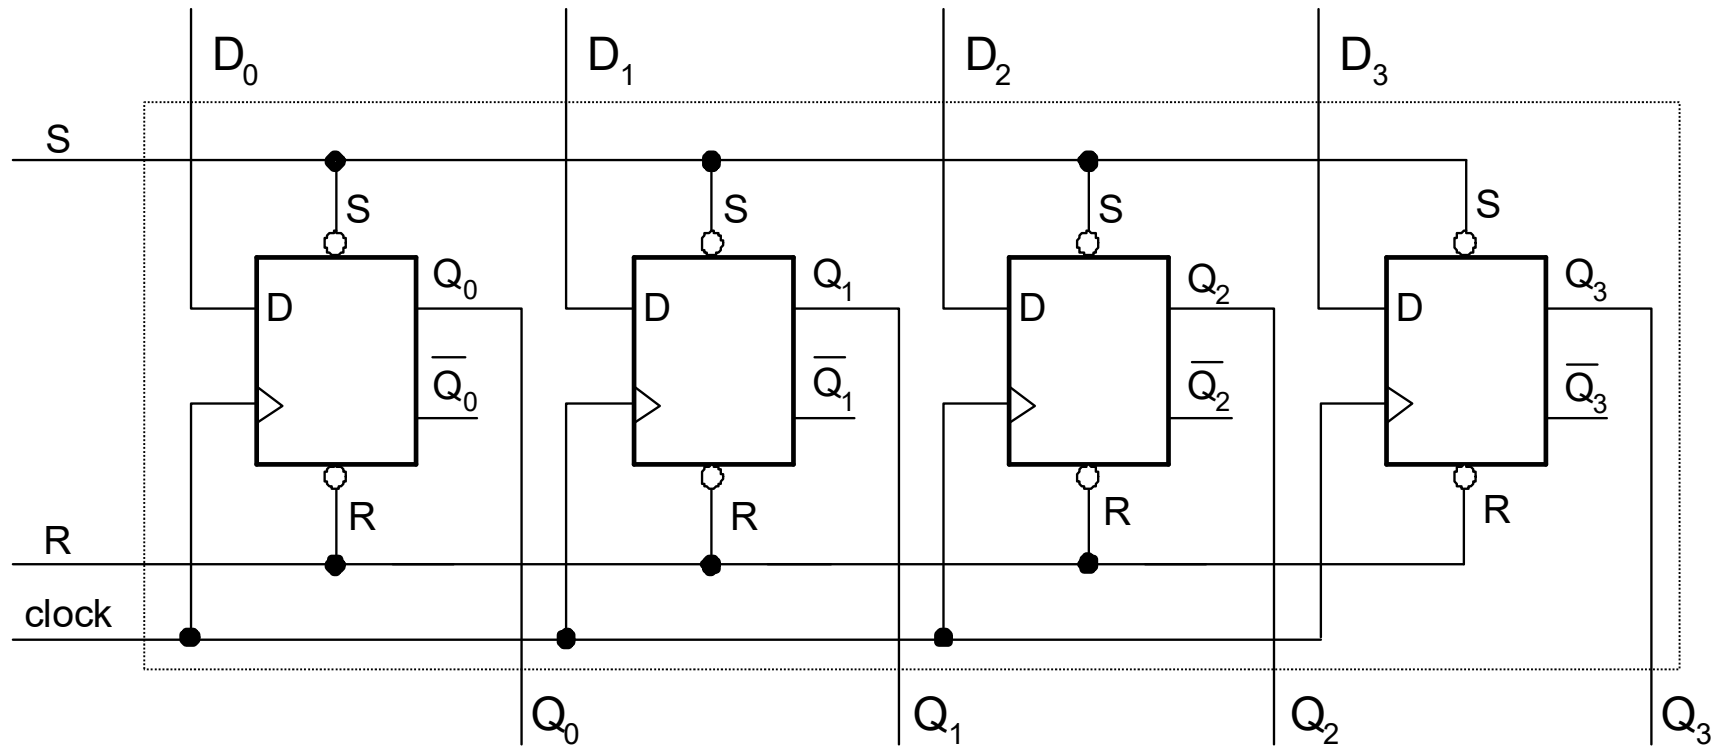 D₀ D₁ D₂ D₃
S
S S S S
Q₀ Q₁ Q₂ Q₃
D D D D
Q̅₀ Q̅₁ Q̅₂ Q̅₃
R R R R
R
clock
Q₀ Q₁ Q₂ Q₃